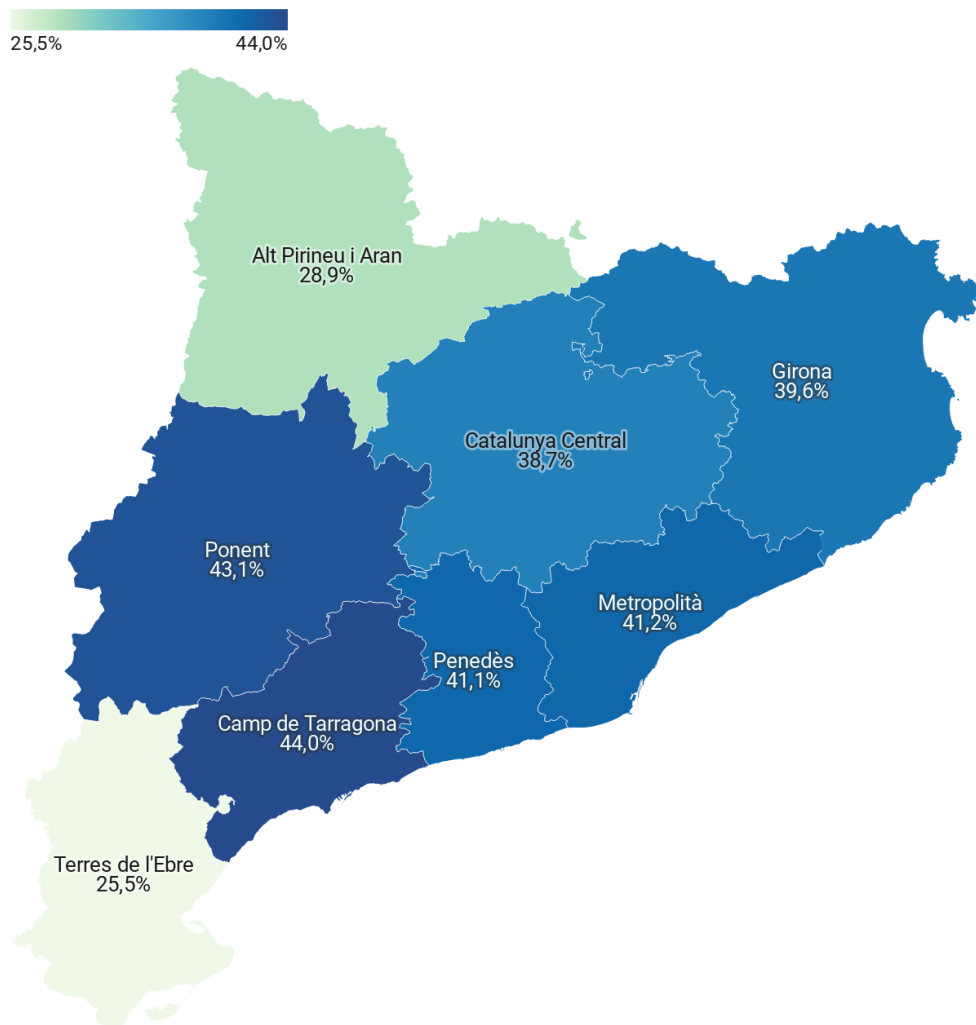 25,5%
44,0%
Alt Pirineu i Aran
28,9%
Girona
39,6%
Catalunya Central
38,7%
Ponent
43,1%
Metropolità
41,2%
Penedès
41,1%
Camp de Tarragona
44,0%
Terres de l'Ebre
25,5%